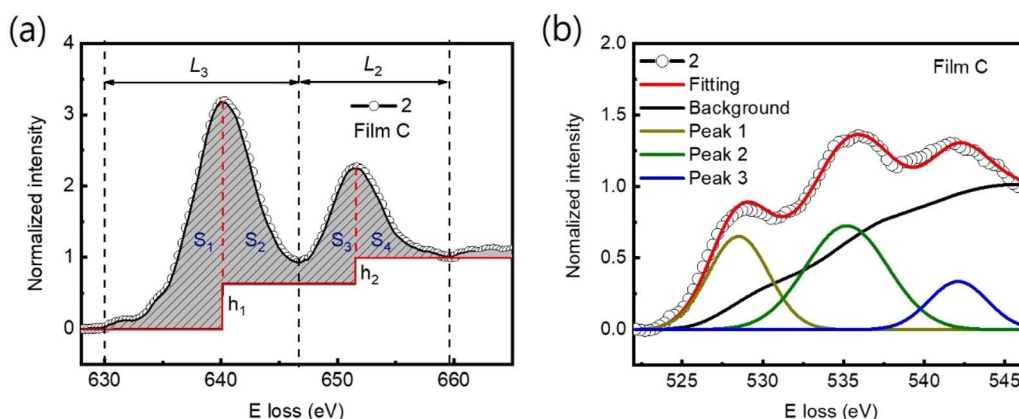 (a)
4
3
2
1
0
Normalized intensity
L3
L2
2
Film C
S1
S2
S3
S4
h1
h2
630
640
650
660
E loss (eV)
(b)
2.0
1.5
1.0
0.5
0.0
Normalized intensity
2
Fitting
Background
Peak 1
Peak 2
Peak 3
Film C
525
530
535
540
545
E loss (eV)